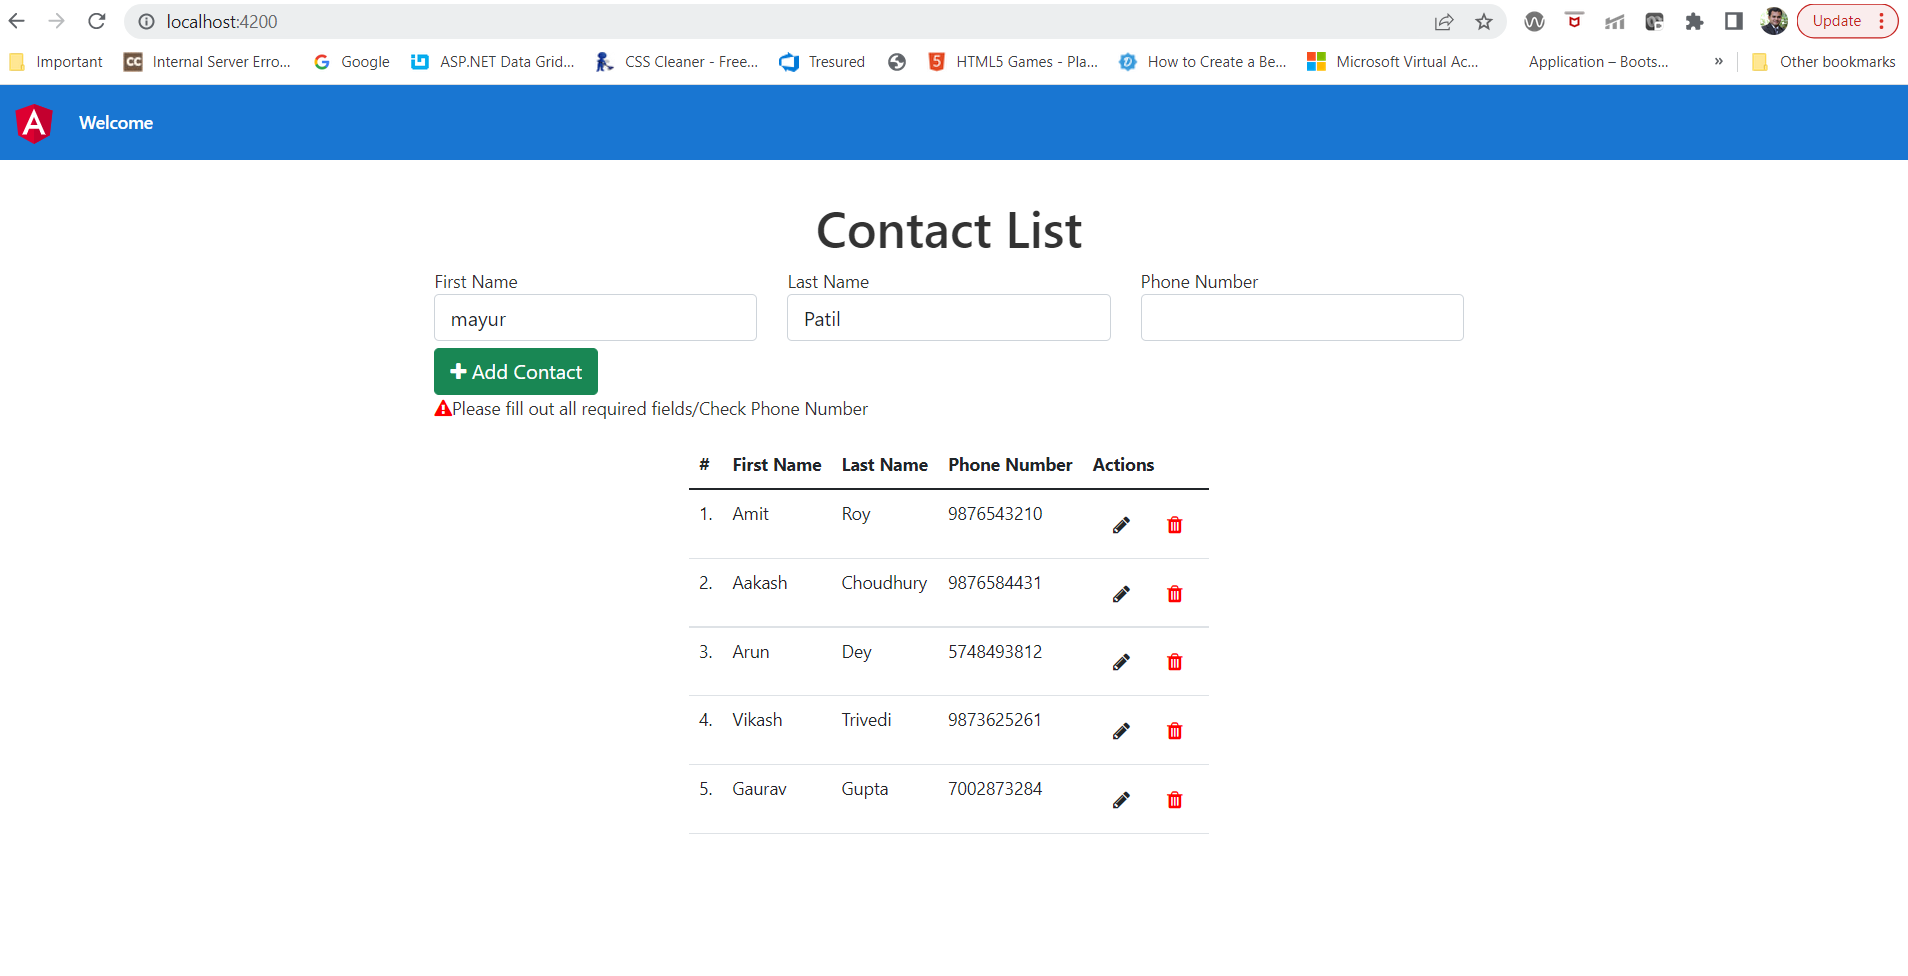 localhost:4200 Update
Important Internal Server Erro... Google ASP.NET Data Grid... CSS Cleaner - Free... Tresured HTML5 Games - Pla... How to Create a Be... Microsoft Virtual Ac... Application – Boots... » Other bookmarks
Welcome
Contact List
First Name Last Name Phone Number
mayur Patil
Add Contact
Please fill out all required fields/Check Phone Number
# First Name Last Name Phone Number Actions
1. Amit Roy 9876543210
2. Aakash Choudhury 9876584431
3. Arun Dey 5748493812
4. Vikash Trivedi 9873625261
5. Gaurav Gupta 7002873284